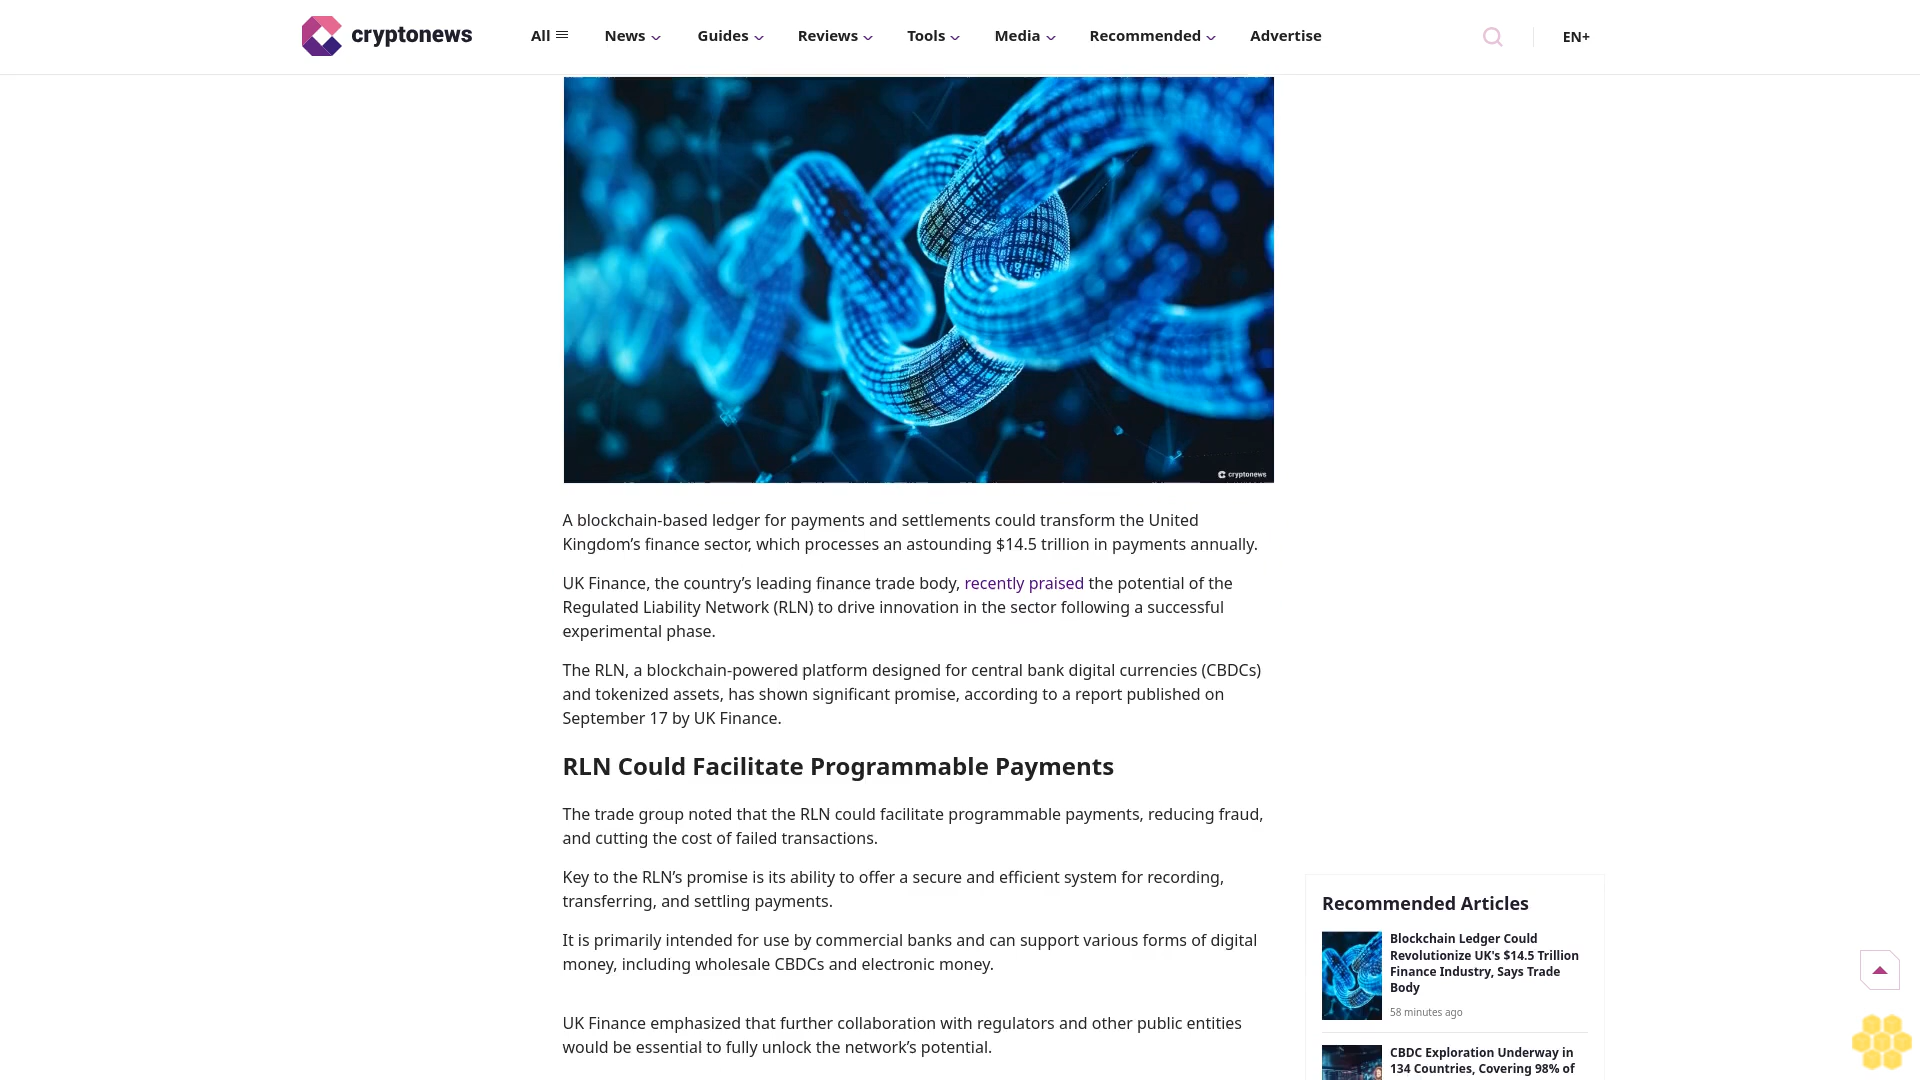 cryptonews
All
News
Guides
Reviews
Tools
Media
Recommended
Advertise
EN+
cryptonews
A blockchain-based ledger for payments and settlements could transform the United
Kingdom’s finance sector, which processes an astounding $14.5 trillion in payments annually.
UK Finance, the country’s leading finance trade body, recently praised the potential of the
Regulated Liability Network (RLN) to drive innovation in the sector following a successful
experimental phase.
The RLN, a blockchain-powered platform designed for central bank digital currencies (CBDCs)
and tokenized assets, has shown significant promise, according to a report published on
September 17 by UK Finance.
RLN Could Facilitate Programmable Payments
The trade group noted that the RLN could facilitate programmable payments, reducing fraud,
and cutting the cost of failed transactions.
Key to the RLN’s promise is its ability to offer a secure and efficient system for recording,
transferring, and settling payments.
It is primarily intended for use by commercial banks and can support various forms of digital
money, including wholesale CBDCs and electronic money.
UK Finance emphasized that further collaboration with regulators and other public entities
would be essential to fully unlock the network’s potential.
Recommended Articles
Blockchain Ledger Could
Revolutionize UK's $14.5 Trillion
Finance Industry, Says Trade
Body
58 minutes ago
CBDC Exploration Underway in
134 Countries, Covering 98% of